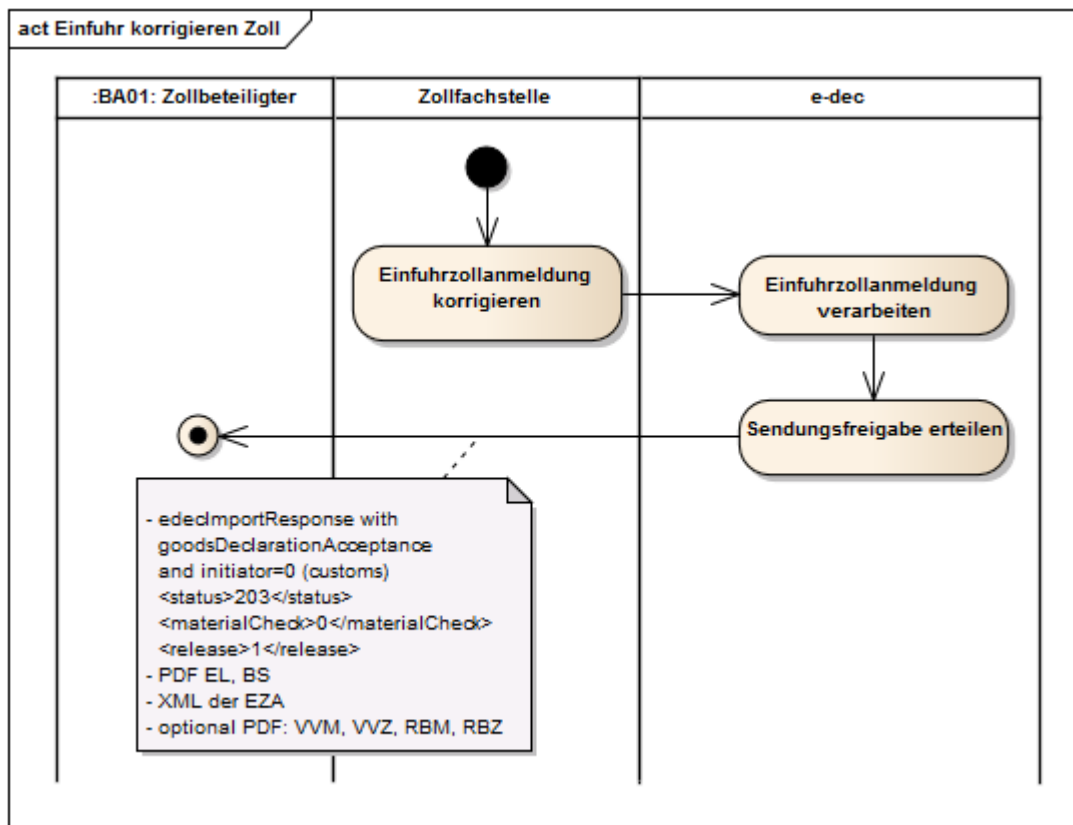 act Einfuhr korrigieren Zoll
:BA01: Zollbeteiligter
Zollfachstelle
e-dec
Einfuhrzollanmeldung
korrigieren
Einfuhrzollanmeldung
verarbeiten
Sendungsfreigabe erteilen
- edecImportResponse with
goodsDeclarationAcceptance
and initiator=0 (customs)
<status>203</status>
<materialCheck>0</materialCheck>
<release>1</release>
- PDF EL, BS
- XML der EZA
- optional PDF: VVM, VVZ, RBM, RBZ